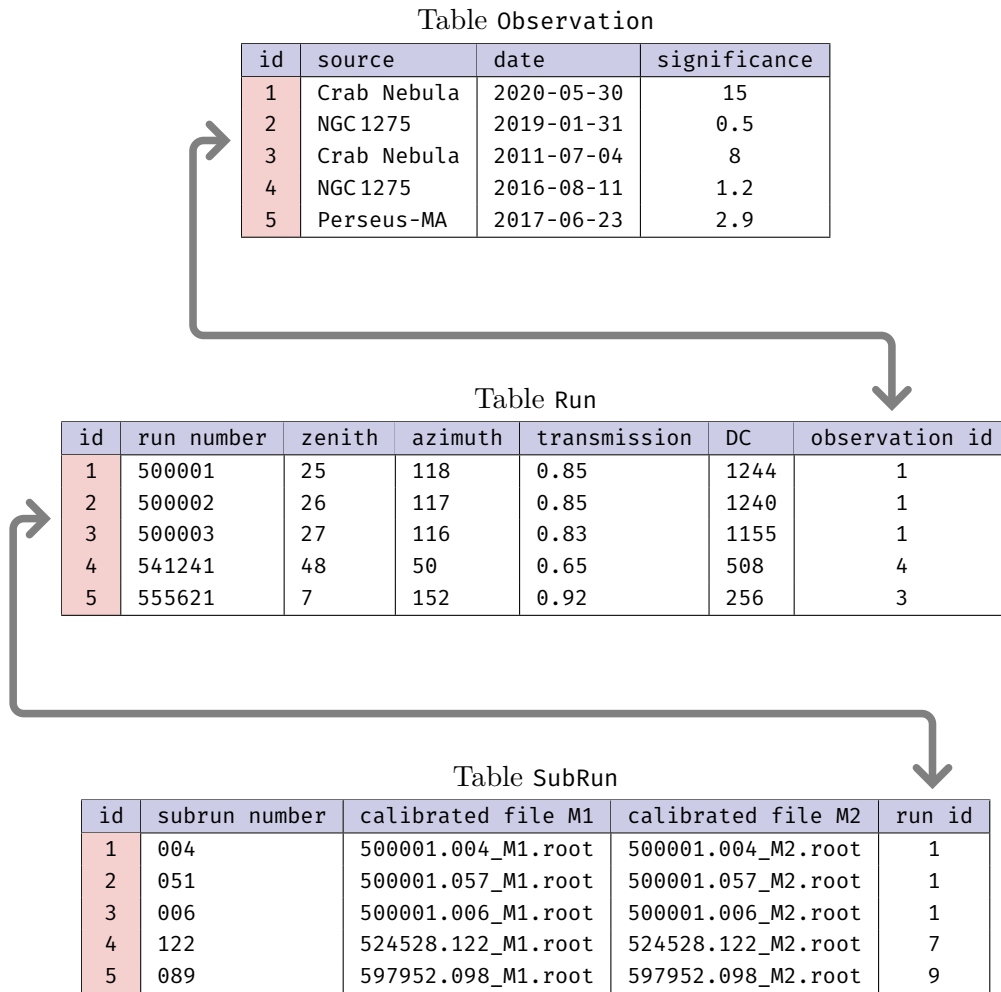 Table Observation
id source date significance
1 Crab Nebula 2020-05-30 15
2 NGC 1275 2019-01-31 0.5
3 Crab Nebula 2011-07-04 8
4 NGC 1275 2016-08-11 1.2
5 Perseus-MA 2017-06-23 2.9
Table Run
id run number zenith azimuth transmission DC observation id
1 500001 25 118 0.85 1244 1
2 500002 26 117 0.85 1240 1
3 500003 27 116 0.83 1155 1
4 541241 48 50 0.65 508 4
5 555621 7 152 0.92 256 3
Table SubRun
id subrun number calibrated file M1 calibrated file M2 run id
1 004 500001.004_M1.root 500001.004_M2.root 1
2 051 500001.057_M1.root 500001.057_M2.root 1
3 006 500001.006_M1.root 500001.006_M2.root 1
4 122 524528.122_M1.root 524528.122_M2.root 7
5 089 597952.098_M1.root 597952.098_M2.root 9